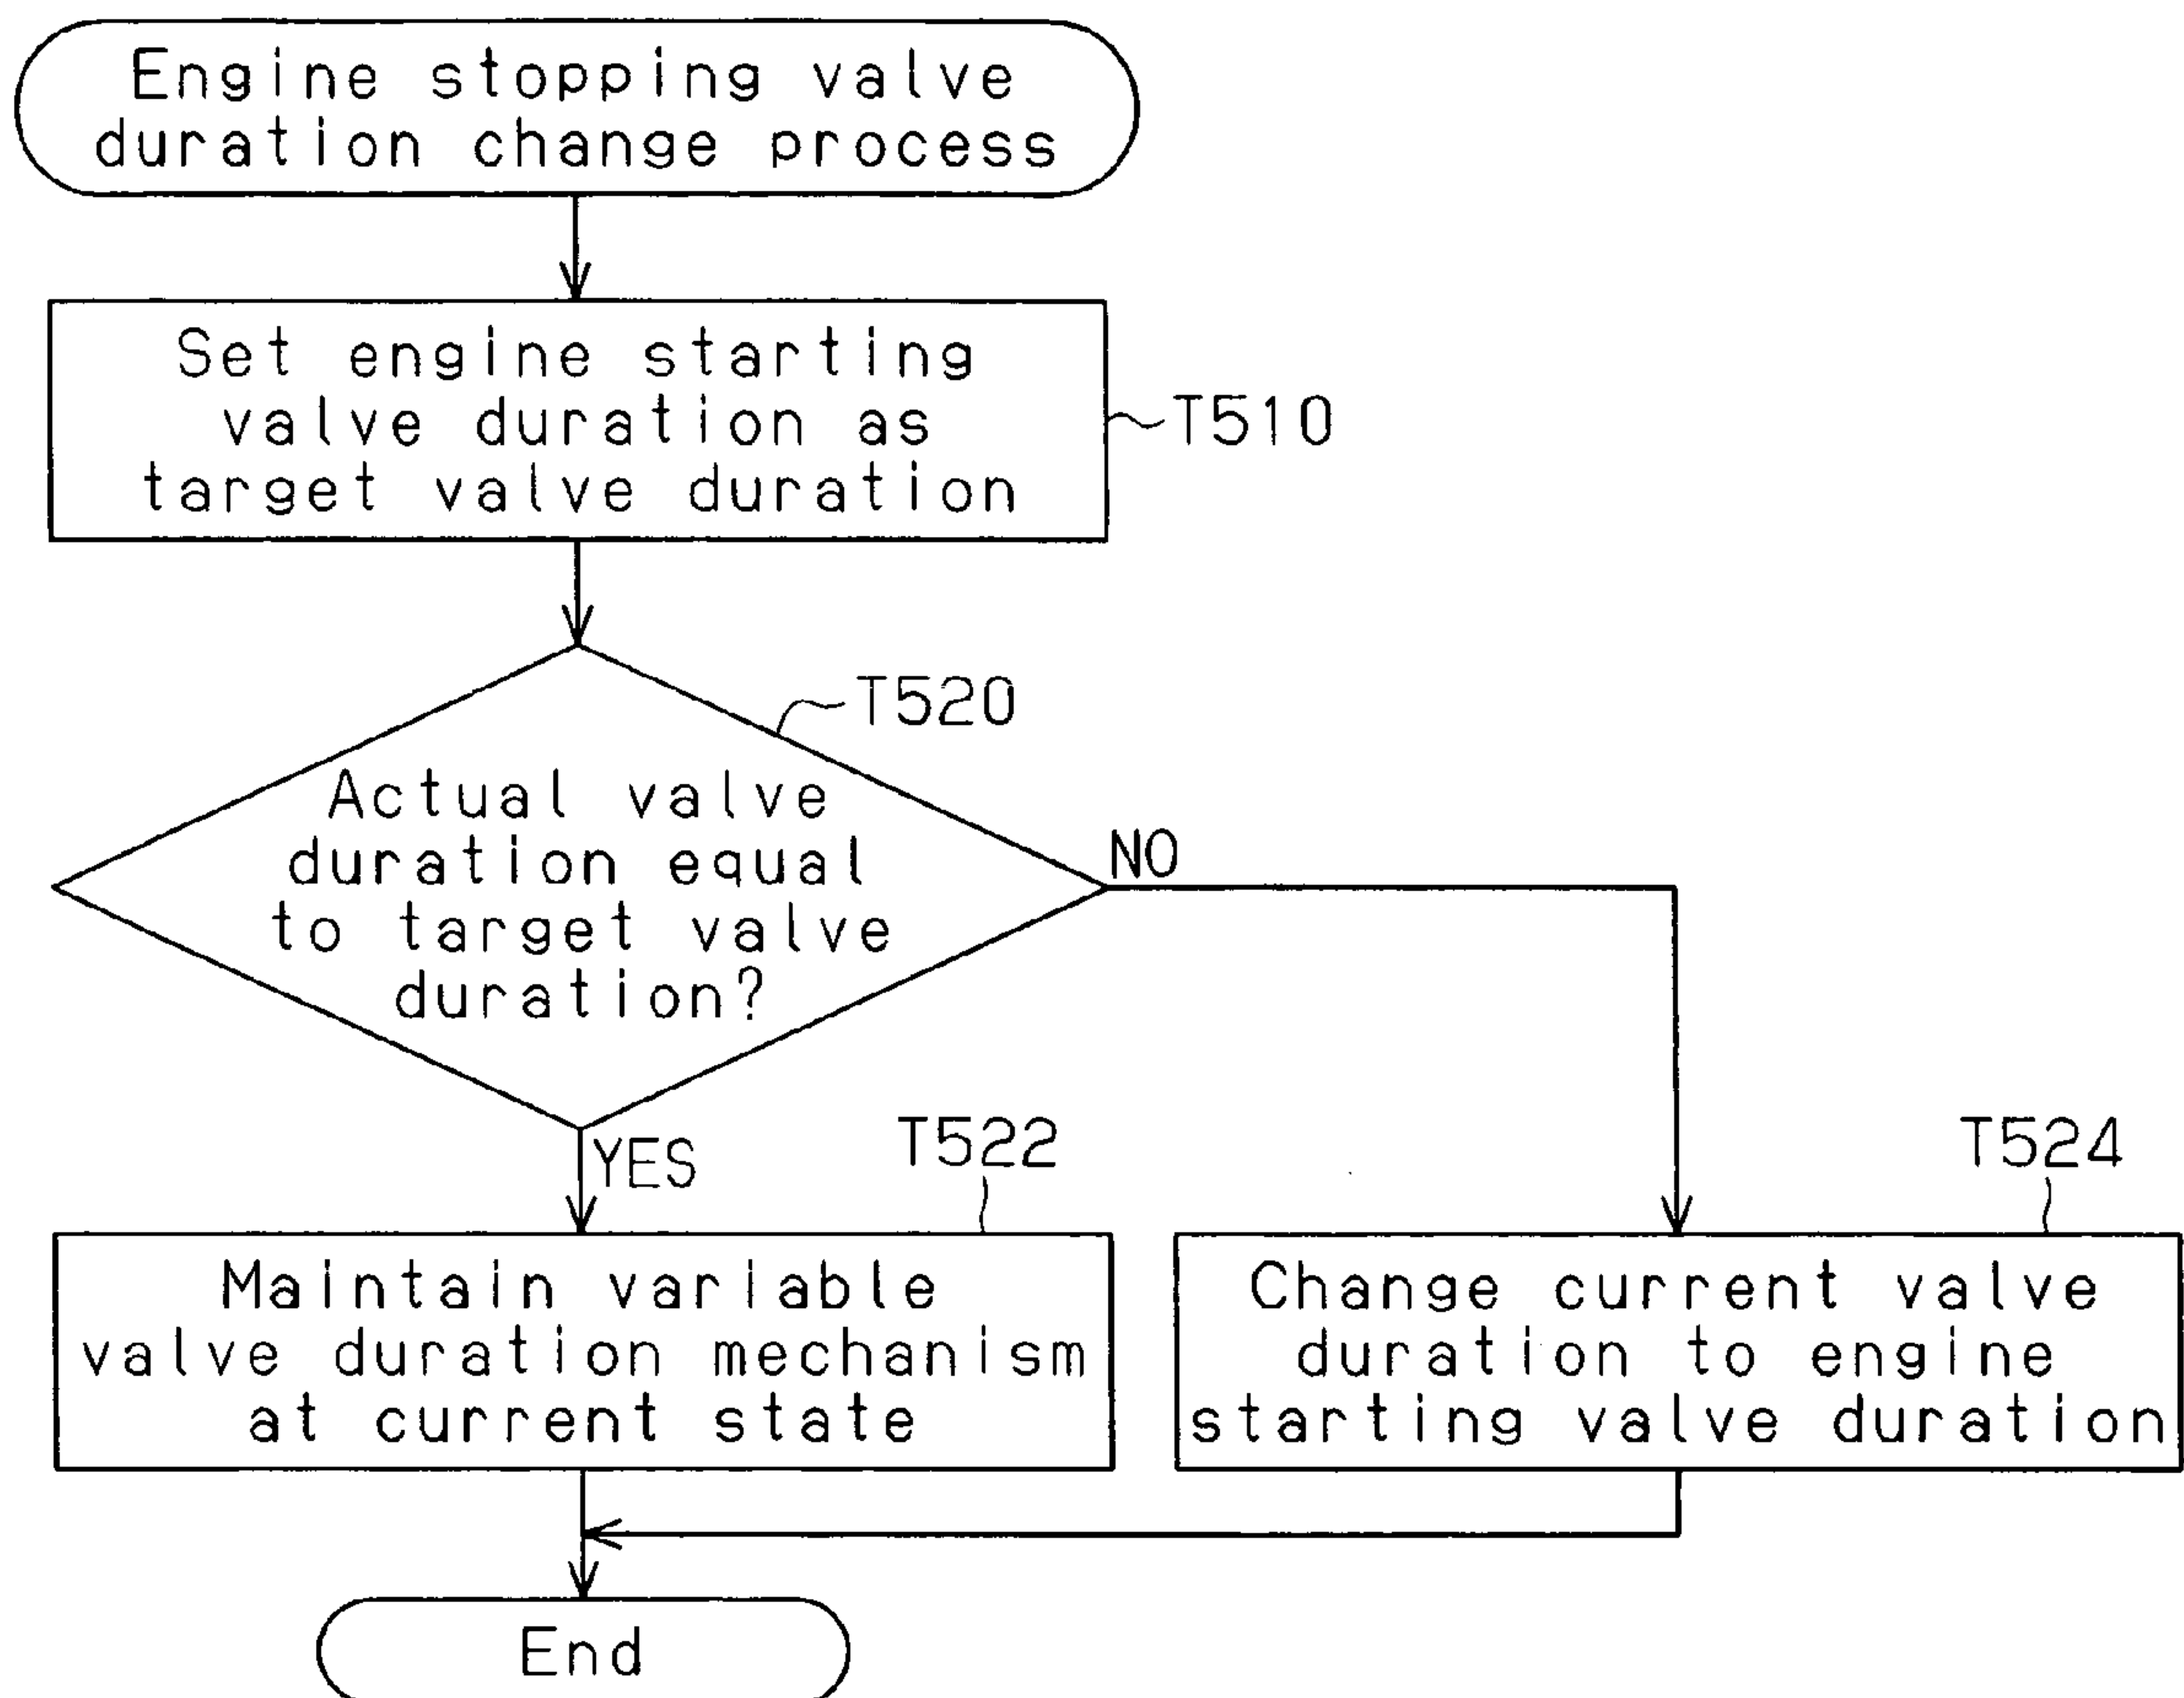 Engine stopping valve
duration change process
Set engine starting
valve duration as
target valve duration
T510
T520
Actual valve
duration equal
to target valve
duration?
NO
YES
T522
T524
Maintain variable
valve duration mechanism
at current state
Change current valve
duration to engine
starting valve duration
End